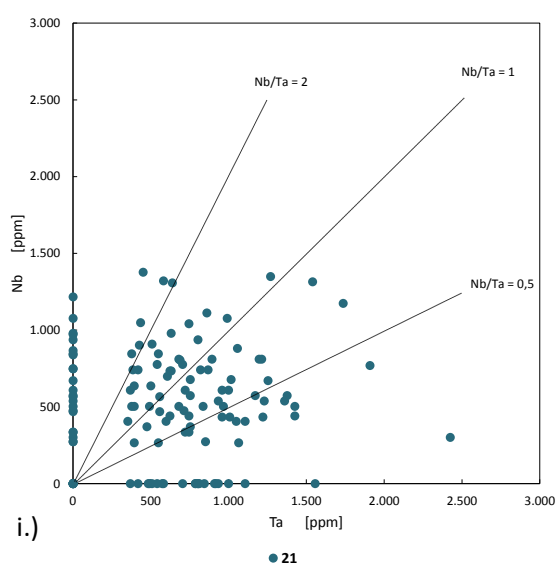 3.000
Nb/Ta = 2
Nb/Ta = 1
2.500
2.000
Nb [ppm]
1.500
Nb/Ta = 0,5
1.000
500
0
0 500 1.000 1.500 2.000 2.500 3.000
Ta [ppm]
i.)
21